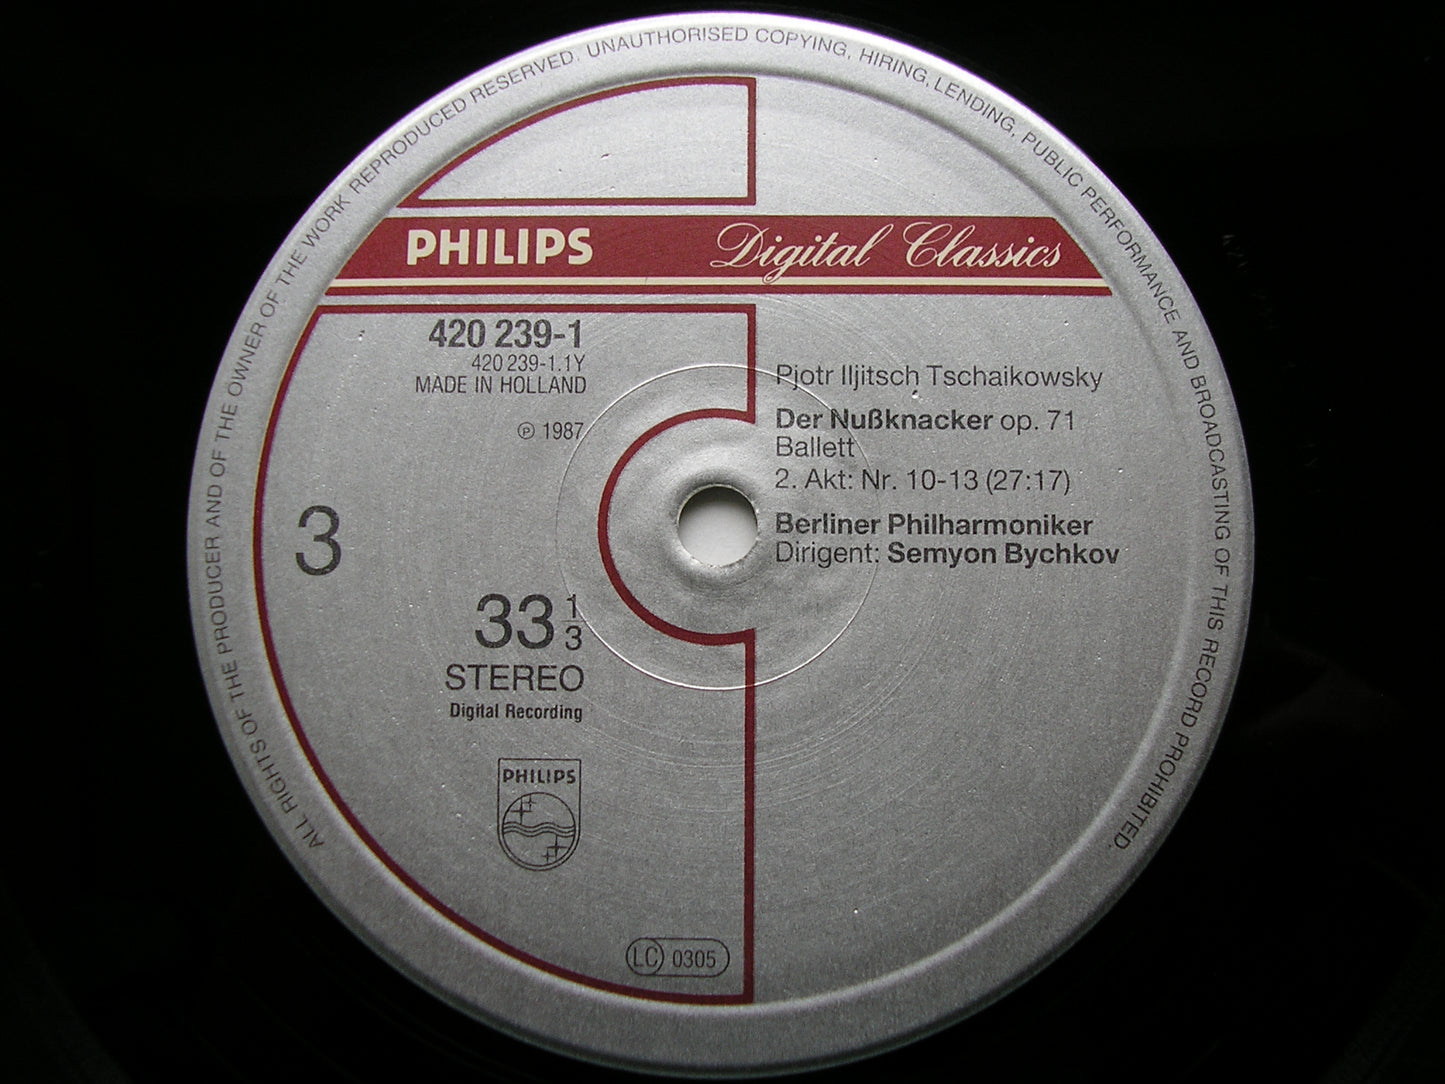 ALL RIGHTS OF THE PRODUCER AND OF THE OWNER OF THE WORK REPRODUCED RESERVED. UNAUTHORISED COPYING, HIRING, LENDING, PUBLIC PERFORMANCE AND BROADCASTING OF THIS RECORD PROHIBITED.
PHILIPS Digital Classics
420 239-1
420 239-1.1Y
MADE IN HOLLAND
℗ 1987
3
33 1/3
STEREO
Digital Recording
PHILIPS
LC 0305
Pjotr Iljitsch Tschaikowsky
Der Nußknacker op. 71
Ballett
2. Akt: Nr. 10-13 (27:17)
Berliner Philharmoniker
Dirigent: Semyon Bychkov